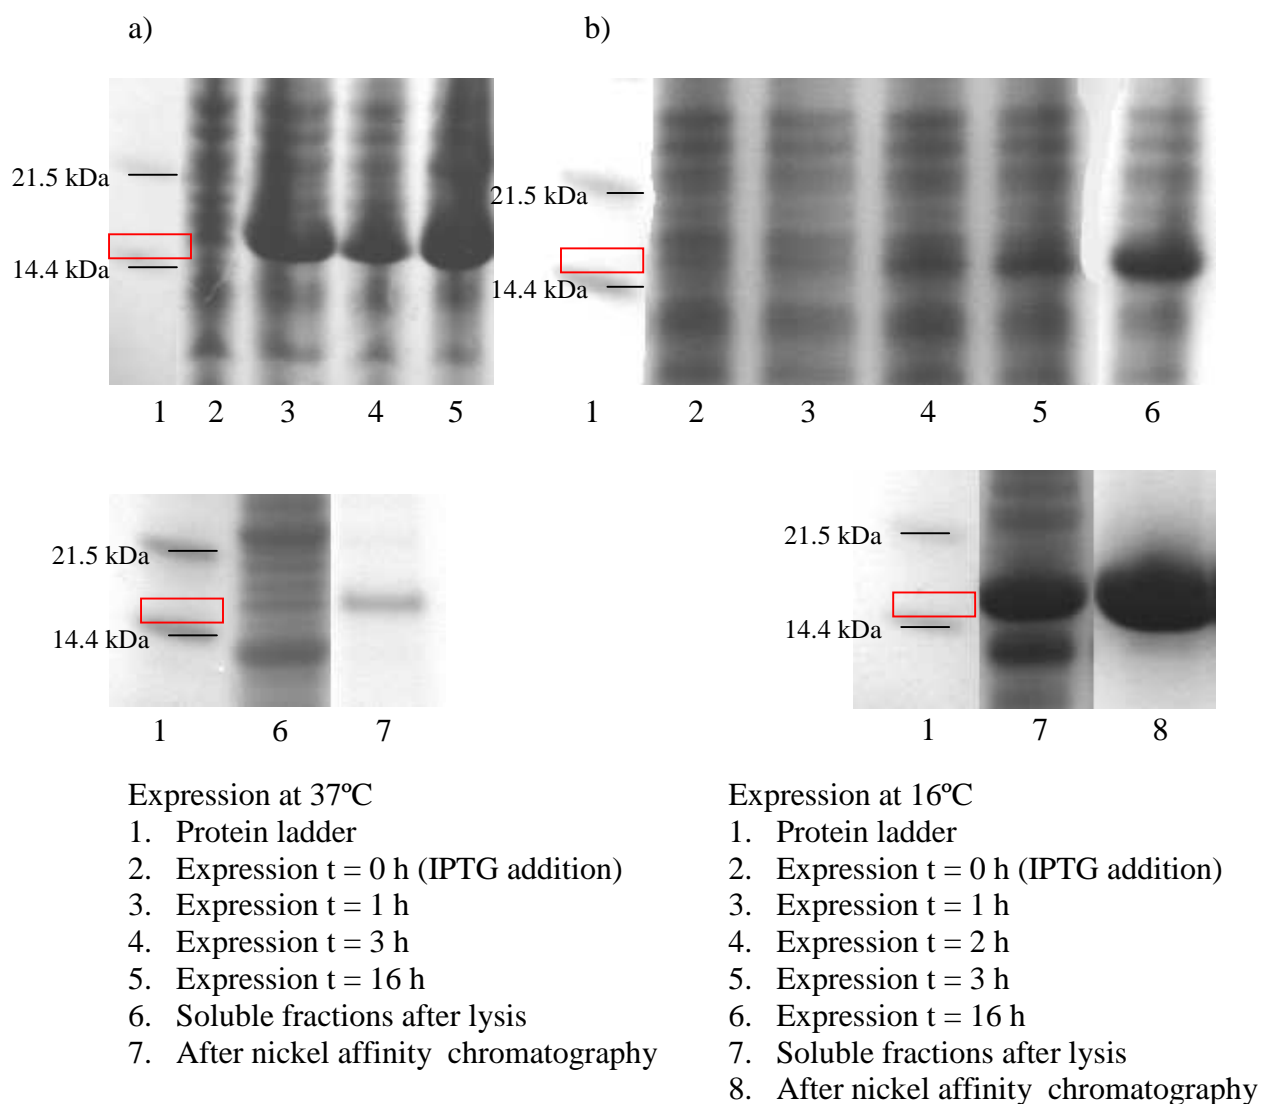 a)
b)
21.5 kDa
14.4 kDa
21.5 kDa
14.4 kDa
1 2 3 4 5
1 2 3 4 5 6
21.5 kDa
14.4 kDa
21.5 kDa
14.4 kDa
1 6 7
1 7 8
Expression at 37ºC
1. Protein ladder
2. Expression t = 0 h (IPTG addition)
3. Expression t = 1 h
4. Expression t = 3 h
5. Expression t = 16 h
6. Soluble fractions after lysis
7. After nickel affinity chromatography
Expression at 16ºC
1. Protein ladder
2. Expression t = 0 h (IPTG addition)
3. Expression t = 1 h
4. Expression t = 2 h
5. Expression t = 3 h
6. Expression t = 16 h
7. Soluble fractions after lysis
8. After nickel affinity chromatography